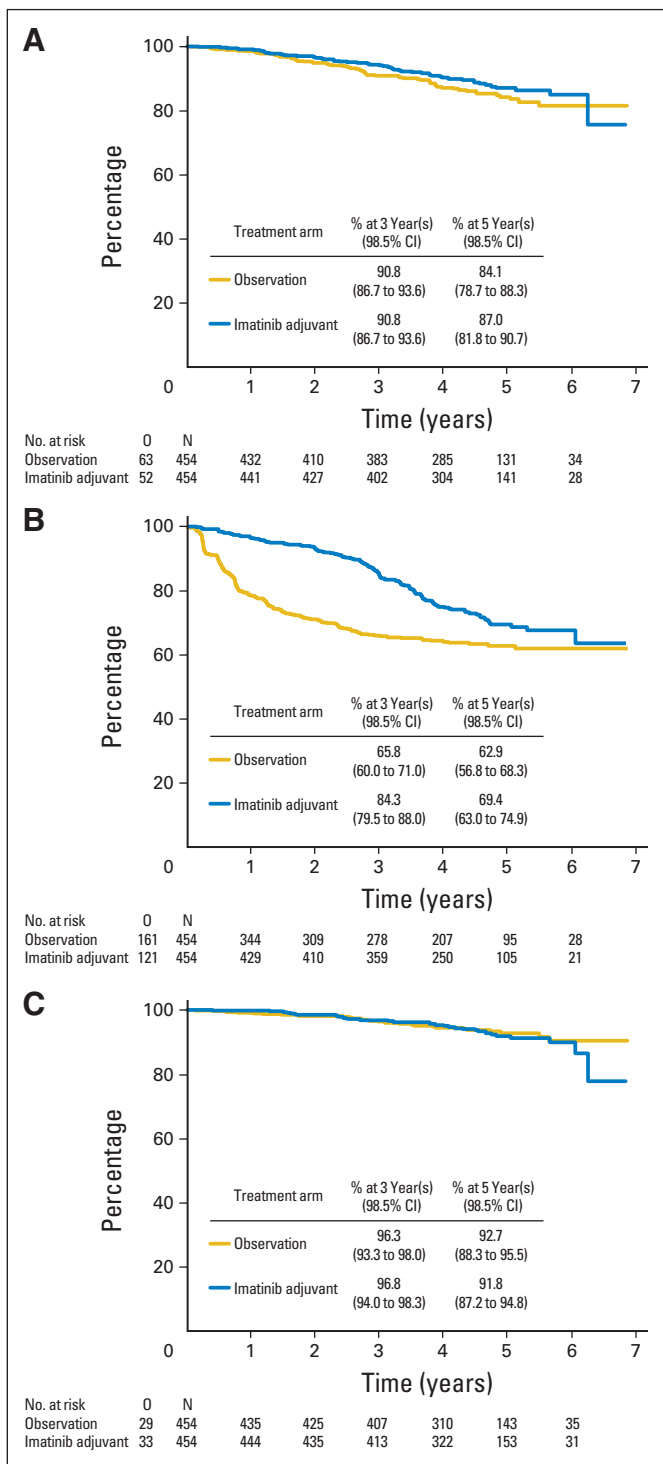 A
100
80
60
40
20
0
Percentage
Treatment arm % at 3 Year(s) (98.5% CI) % at 5 Year(s) (98.5% CI)
Observation 90.8 (86.7 to 93.6) 84.1 (78.7 to 88.3)
Imatinib adjuvant 90.8 (86.7 to 93.6) 87.0 (81.8 to 90.7)
1 2 3 4 5 6 7
Time (years)
No. at risk O N
Observation 63 454 432 410 383 285 131 34
Imatinib adjuvant 52 454 441 427 402 304 141 28
B
100
80
60
40
20
0
Percentage
Treatment arm % at 3 Year(s) (98.5% CI) % at 5 Year(s) (98.5% CI)
Observation 65.8 (60.0 to 71.0) 62.9 (56.8 to 68.3)
Imatinib adjuvant 84.3 (79.5 to 88.0) 69.4 (63.0 to 74.9)
1 2 3 4 5 6 7
Time (years)
No. at risk O N
Observation 161 454 344 309 278 207 95 28
Imatinib adjuvant 121 454 429 410 359 250 105 21
C
100
80
60
40
20
0
Percentage
Treatment arm % at 3 Year(s) (98.5% CI) % at 5 Year(s) (98.5% CI)
Observation 96.3 (93.3 to 98.0) 92.7 (88.3 to 95.5)
Imatinib adjuvant 96.8 (94.0 to 98.3) 91.8 (87.2 to 94.8)
1 2 3 4 5 6 7
Time (years)
No. at risk O N
Observation 29 454 435 425 407 310 143 35
Imatinib adjuvant 33 454 444 435 413 322 153 31